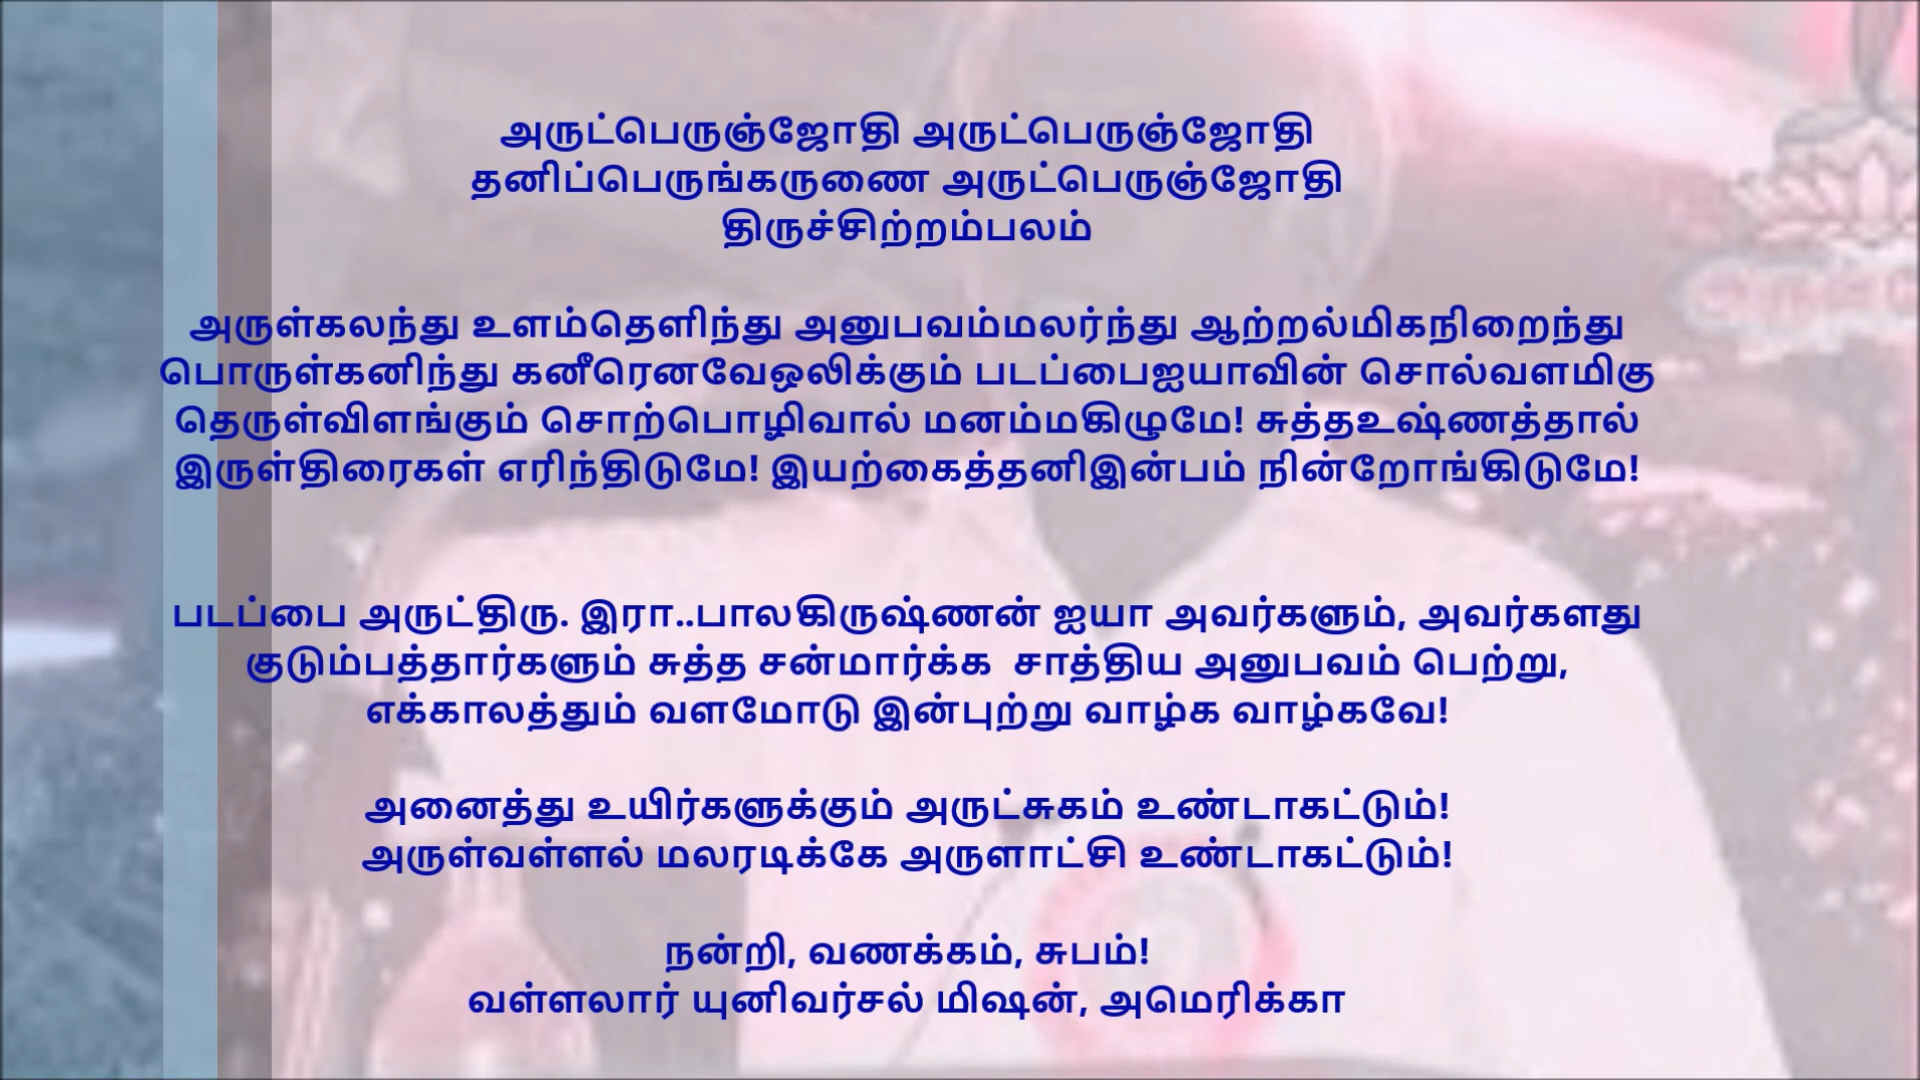 அருட்பெருஞ்ஜோதி அருட்பெருஞ்ஜோதி
தனிப்பெருங்கருணை அருட்பெருஞ்ஜோதி
திருச்சிற்றம்பலம்
அருள்கலந்து உளம்தெளிந்து அனுபவம்மலர்ந்து ஆற்றல்மிகநிறைந்து
பொருள்கனிந்து கனீரெனவேஒலிக்கும் படப்பைஐயாவின் சொல்வளமிகு
தெருள்விளங்கும் சொற்பொழிவால் மனம்மகிழுமே! சுத்தஉஷ்ணத்தால்
இருள்திரைகள் எரிந்திடுமே! இயற்கைத்தனிஇன்பம் நின்றோங்கிடுமே!
படப்பை அருட்திரு. இரா..பாலகிருஷ்ணன் ஐயா அவர்களும், அவர்களது
குடும்பத்தார்களும் சுத்த சன்மார்க்க  சாத்திய அனுபவம் பெற்று,
எக்காலத்தும் வளமோடு இன்புற்று வாழ்க வாழ்கவே!
அனைத்து உயிர்களுக்கும் அருட்சுகம் உண்டாகட்டும்!
அருள்வள்ளல் மலரடிக்கே அருளாட்சி உண்டாகட்டும்!
நன்றி, வணக்கம், சுபம்!
வள்ளலார் யுனிவர்சல் மிஷன், அமெரிக்கா